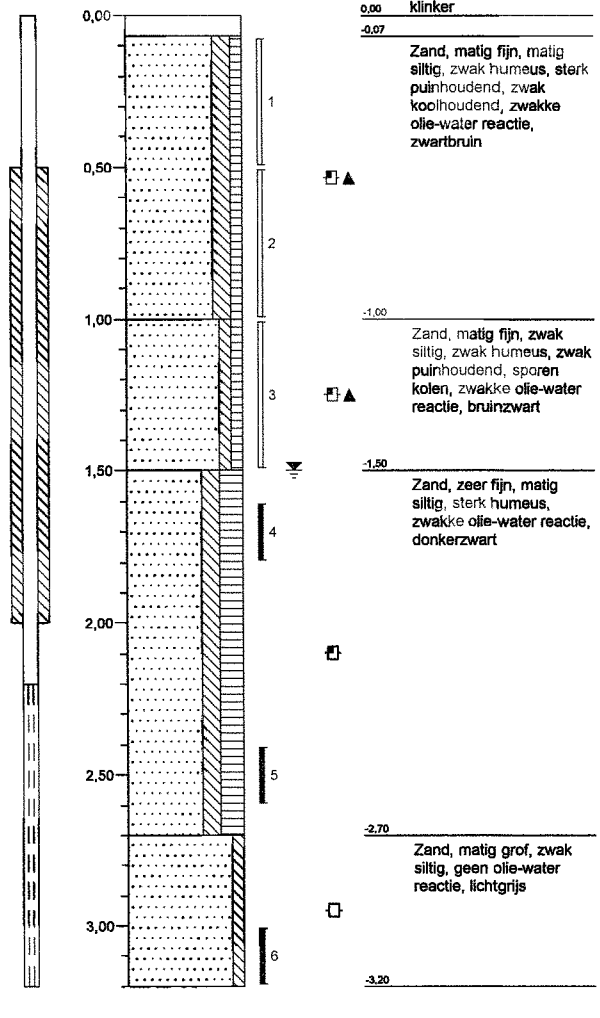 0,00
0,50
1,00
1,50
2,00
2,50
3,00
1
2
3
4
5
6
0,00 klinker
-0,07
Zand, matig fijn, matig
siltig, zwak humeus, sterk
puinhoudend, zwak
koolhoudend, zwakke
olie-water reactie,
zwartbruin
-1,00
Zand, matig fijn, zwak
siltig, zwak humeus, zwak
puinhoudend, sporen
kolen, zwakke olie-water
reactie, bruinzwart
-1,50
Zand, zeer fijn, matig
siltig, sterk humeus,
zwakke olie-water reactie,
donkerzwart
-2,70
Zand, matig grof, zwak
siltig, geen olie-water
reactie, lichtgrijs
-3,20